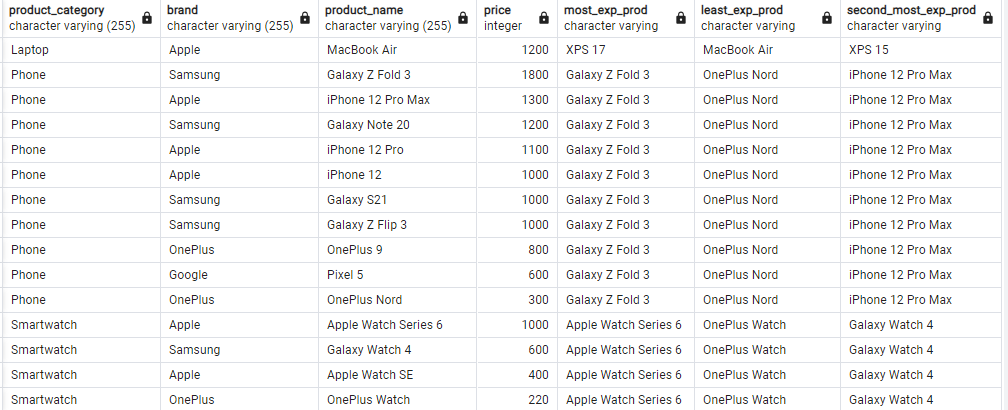 product_category brand product_name price most_exp_prod least_exp_prod second_most_exp_prod
character varying (255) character varying (255) character varying (255) integer character varying character varying character varying
Laptop Apple MacBook Air 1200 XPS 17 MacBook Air XPS 15
Phone Samsung Galaxy Z Fold 3 1800 Galaxy Z Fold 3 OnePlus Nord iPhone 12 Pro Max
Phone Apple iPhone 12 Pro Max 1300 Galaxy Z Fold 3 OnePlus Nord iPhone 12 Pro Max
Phone Samsung Galaxy Note 20 1200 Galaxy Z Fold 3 OnePlus Nord iPhone 12 Pro Max
Phone Apple iPhone 12 Pro 1100 Galaxy Z Fold 3 OnePlus Nord iPhone 12 Pro Max
Phone Apple iPhone 12 1000 Galaxy Z Fold 3 OnePlus Nord iPhone 12 Pro Max
Phone Samsung Galaxy S21 1000 Galaxy Z Fold 3 OnePlus Nord iPhone 12 Pro Max
Phone Samsung Galaxy Z Flip 3 1000 Galaxy Z Fold 3 OnePlus Nord iPhone 12 Pro Max
Phone OnePlus OnePlus 9 800 Galaxy Z Fold 3 OnePlus Nord iPhone 12 Pro Max
Phone Google Pixel 5 600 Galaxy Z Fold 3 OnePlus Nord iPhone 12 Pro Max
Phone OnePlus OnePlus Nord 300 Galaxy Z Fold 3 OnePlus Nord iPhone 12 Pro Max
Smartwatch Apple Apple Watch Series 6 1000 Apple Watch Series 6 OnePlus Watch Galaxy Watch 4
Smartwatch Samsung Galaxy Watch 4 600 Apple Watch Series 6 OnePlus Watch Galaxy Watch 4
Smartwatch Apple Apple Watch SE 400 Apple Watch Series 6 OnePlus Watch Galaxy Watch 4
Smartwatch OnePlus OnePlus Watch 220 Apple Watch Series 6 OnePlus Watch Galaxy Watch 4